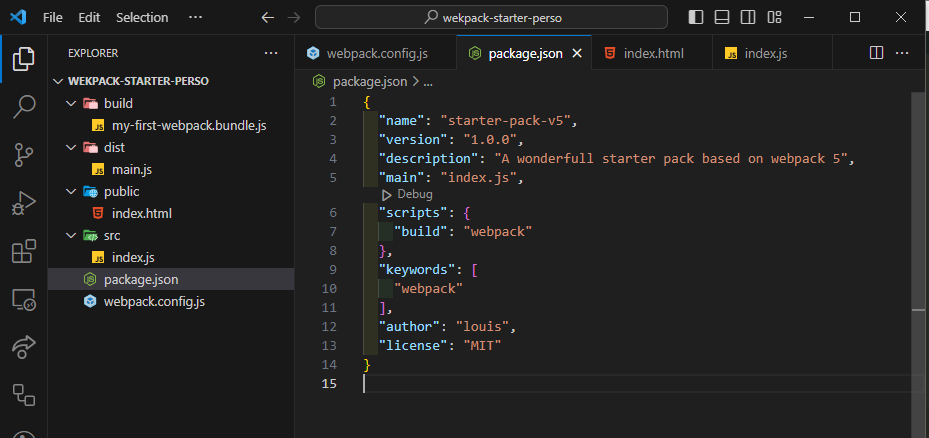 File Edit Selection ···
wekpack-starter-perso
EXPLORER ···
WEKPACK-STARTER-PERSO
build
my-first-webpack.bundle.js
dist
main.js
public
index.html
src
index.js
package.json
webpack.config.js
webpack.config.js package.json index.html index.js ···
package.json > ...
1 {
2 "name": "starter-pack-v5",
3 "version": "1.0.0",
4 "description": "A wonderfull starter pack based on webpack 5",
5 "main": "index.js",
Debug
6 "scripts": {
7 "build": "webpack"
8 },
9 "keywords": [
10 "webpack"
11 ],
12 "author": "louis",
13 "license": "MIT"
14 }
15